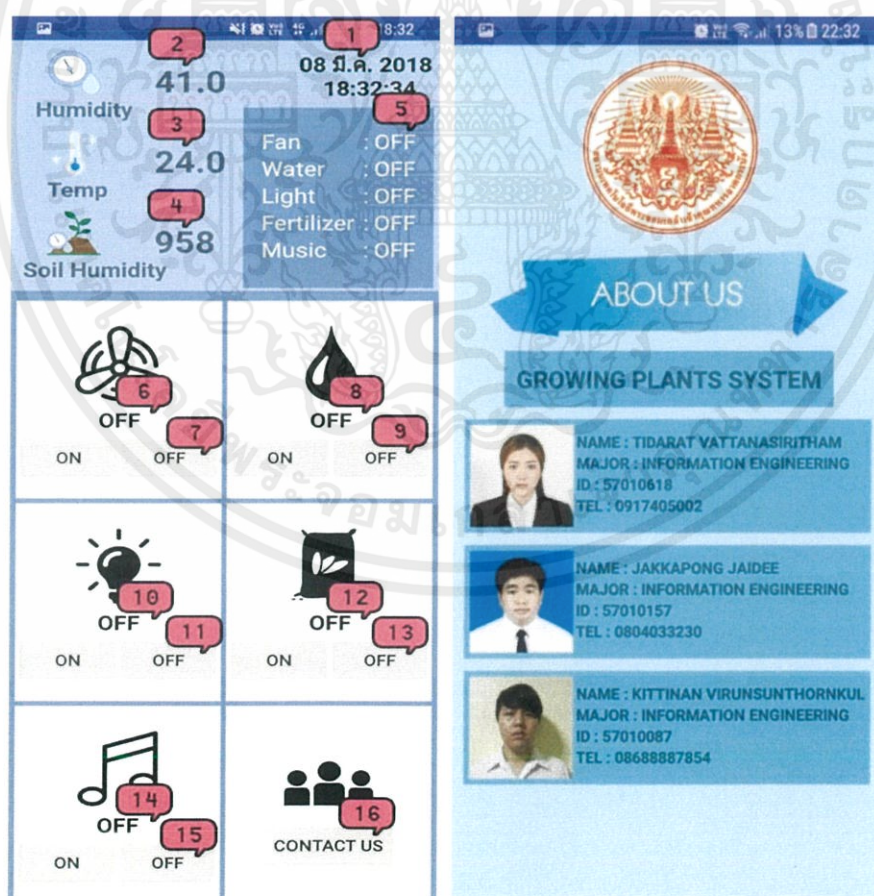 18:32
08 มี.ค. 2018
18:32:34
1
2
41.0
Humidity
3
24.0
Temp
4
958
Soil Humidity
5
Fan : OFF
Water : OFF
Light : OFF
Fertilizer : OFF
Music : OFF
6
OFF
7
ON OFF
8
OFF
9
ON OFF
10
OFF
11
ON OFF
12
OFF
13
ON OFF
14
OFF
15
ON OFF
16
CONTACT US
13% 22:32
ABOUT US
GROWING PLANTS SYSTEM
NAME : TIDARAT VATTANASIRITHAM
MAJOR : INFORMATION ENGINEERING
ID : 57010618
TEL : 0917405002
NAME : JAKKAPONG JAIDEE
MAJOR : INFORMATION ENGINEERING
ID : 57010157
TEL : 0804033230
NAME : KITTINAN VIRUNSUNTHORNKUL
MAJOR : INFORMATION ENGINEERING
ID : 57010087
TEL : 08688887854